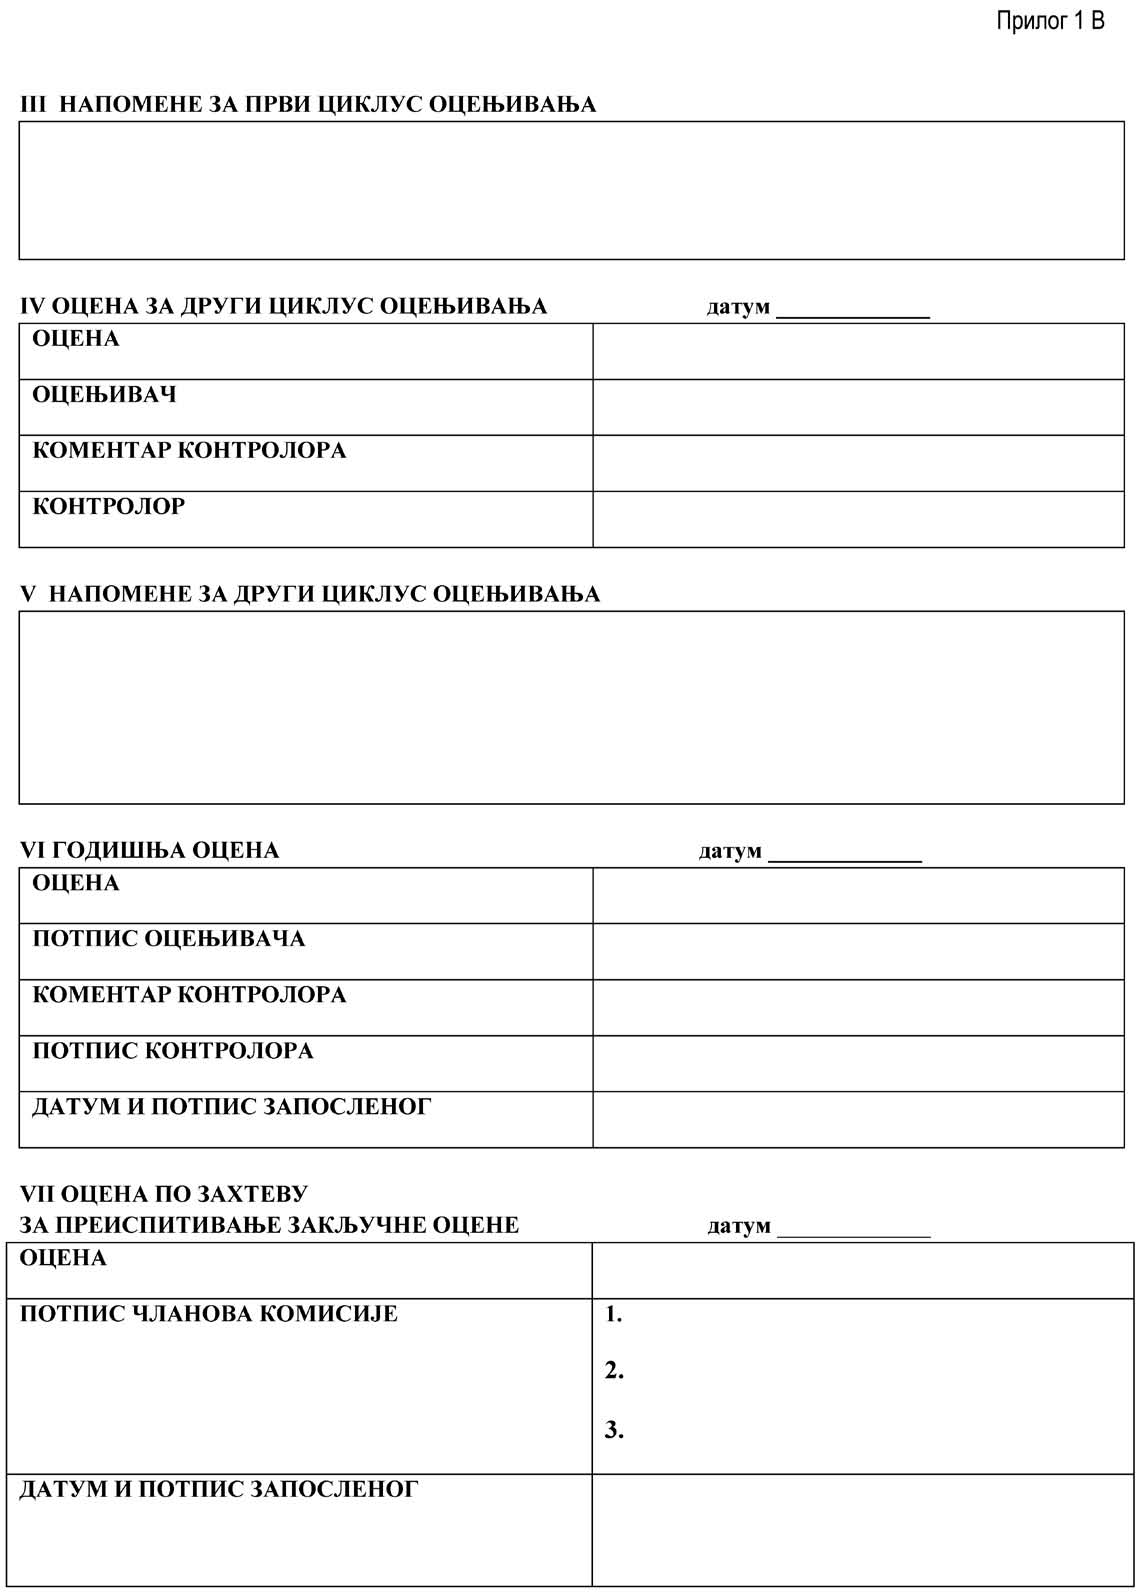 Прилог 1 В
III НАПОМЕНЕ ЗА ПРВИ ЦИКЛУС ОЦЕЊИВАЊА
IV ОЦЕНА ЗА ДРУГИ ЦИКЛУС ОЦЕЊИВАЊА датум _____________
ОЦЕНА
ОЦЕЊИВАЧ
КОМЕНТАР КОНТРОЛОРА
КОНТРОЛОР
V НАПОМЕНЕ ЗА ДРУГИ ЦИКЛУС ОЦЕЊИВАЊА
VI ГОДИШЊА ОЦЕНА датум _____________
ОЦЕНА
ПОТПИС ОЦЕЊИВАЧА
КОМЕНТАР КОНТРОЛОРА
ПОТПИС КОНТРОЛОРА
ДАТУМ И ПОТПИС ЗАПОСЛЕНОГ
VII ОЦЕНА ПО ЗАХТЕВУ
ЗА ПРЕИСПИТИВАЊЕ ЗАКЉУЧНЕ ОЦЕНЕ датум _____________
ОЦЕНА
ПОТПИС ЧЛАНОВА КОМИСИЈЕ 1.
2.
3.
ДАТУМ И ПОТПИС ЗАПОСЛЕНОГ